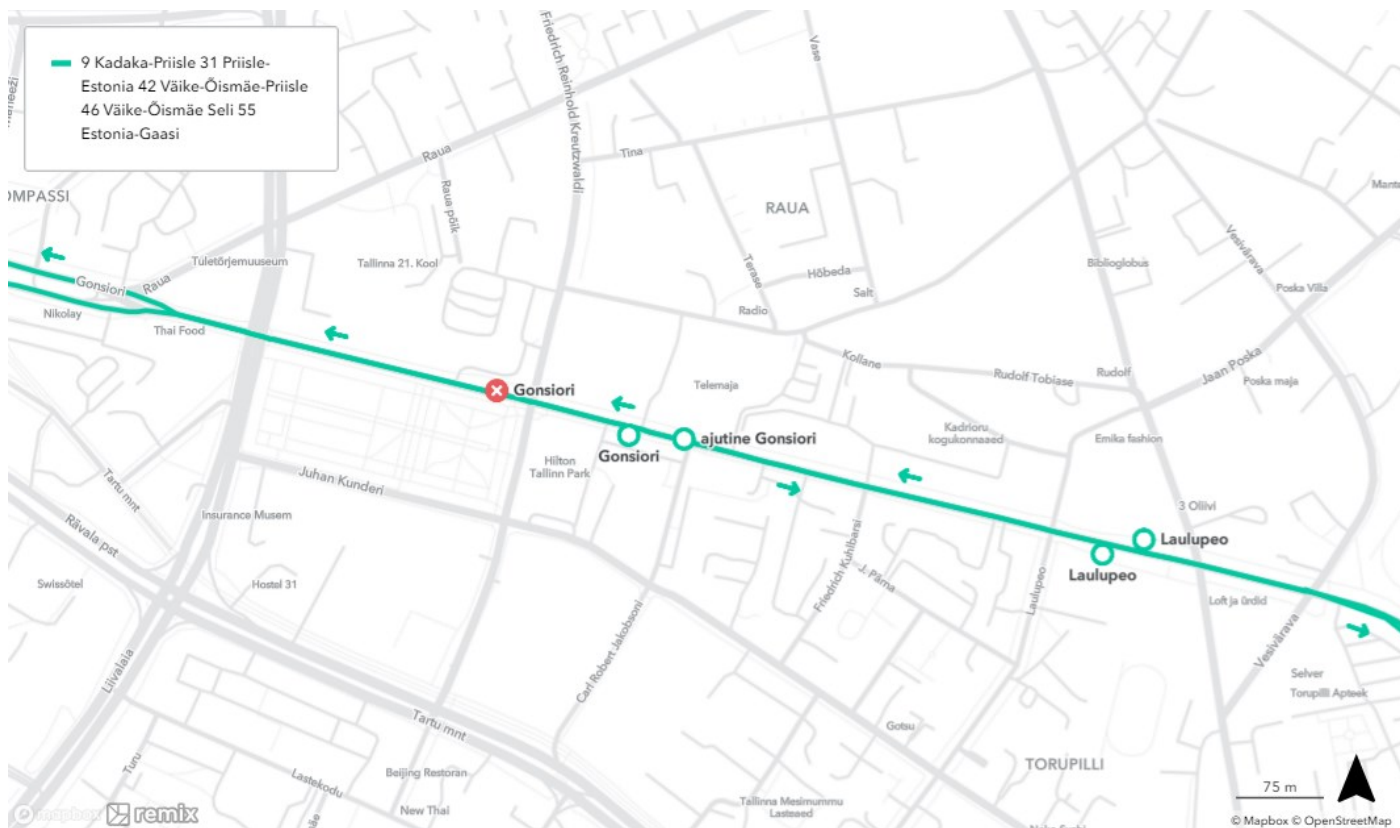 9 Kadaka-Priisle 31 Priisle-
Estonia 42 Väike-Õismäe-Priisle
46 Väike-Õismäe Seli 55
Estonia-Gaasi
Friedrich Reinhold Kreutzwaldi
Vase
Raua
Tina
Raua põik
OMPASSI
RAUA
Vesivärava
Tuletõrjemuuseum
Tallinna 21. Kool
Terase
Hõbeda
Salt
Biblioglobus
Poska Villa
Gonsiori
Raua
Nikolay
Thai Food
Radio
Kollane
Rudolf Tobiase
Rudolf
Jaan Poska
Poska maja
Telemaja
Gonsiori
ajutine Gonsiori
Gonsiori
Kadrioru
kogukonnaaed
Emika fashion
Hilton
Tallinn Park
Juhan Kunderi
Tartu mnt
Rävala pst
Insurance Musem
3 Oliivi
Laulupeo
Laulupeo
Swissôtel
Hostel 31
Friedrich Kuhlbarsi
J. Pärna
Laulupeo
Loft ja ürdid
Vesivärava
Carl Robert Jakobsoni
Liivalaia
Selver
Torupilli Apteek
Tartu mnt
Gotsu
TORUPILLI
Turu
Lastekodu
Beijing Restoran
New Thai
Tallinna Mesimummu
Lasteaed
75 m
mapbox
remix
© Mapbox © OpenStreetMap